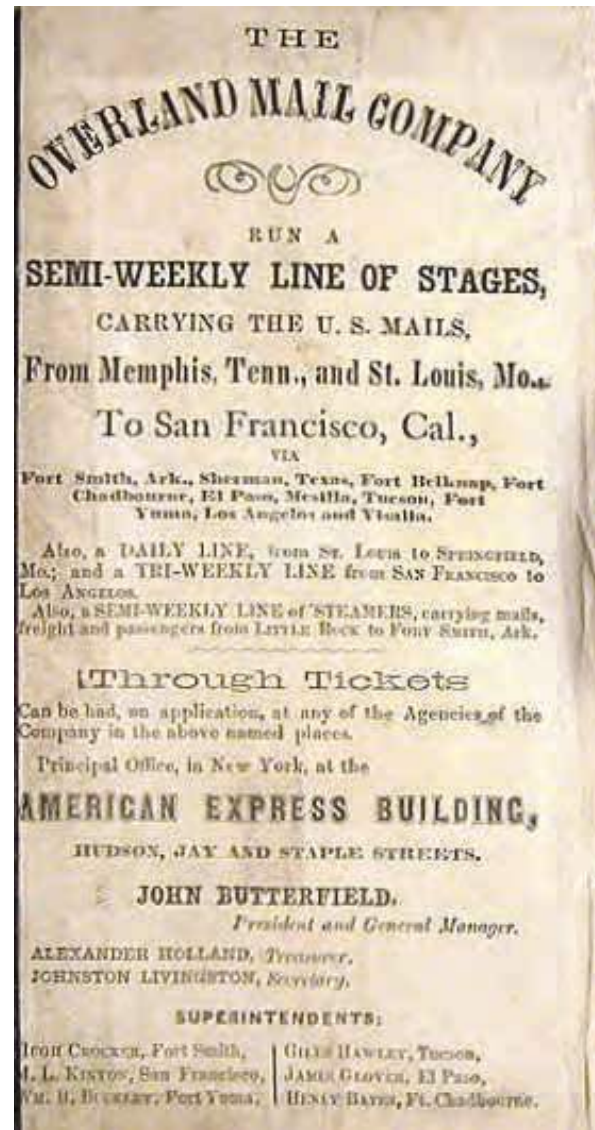 THE
OVERLAND MAIL COMPANY
RUN A
SEMI-WEEKLY LINE OF STAGES,
CARRYING THE U. S. MAILS,
From Memphis, Tenn., and St. Louis, Mo.,
To San Francisco, Cal.,
VIA
Fort Smith, Ark., Sherman, Texas, Fort Belknap, Fort
Chadbourne, El Paso, Mesilla, Tucson, Fort
Yuma, Los Angelos and Visalia.
Also, a DAILY LINE, from ST. LOUIS to SPRINGFIELD,
Mo.; and a TRI-WEEKLY LINE from SAN FRANCISCO to
LOS ANGELOS.
Also, a SEMI-WEEKLY LINE of STEAMERS, carrying mails,
freight and passengers from LITTLE ROCK to FORT SMITH, Ark.
Through Tickets
Can be had, on application, at any of the Agencies of the
Company in the above named places.
Principal Office, in New York, at the
AMERICAN EXPRESS BUILDING,
HUDSON, JAY AND STAPLE STREETS.
JOHN BUTTERFIELD,
President and General Manager.
ALEXANDER HOLLAND, Treasurer,
JOHNSTON LIVINGSTON, Secretary,
SUPERINTENDENTS:
CROCKER, Fort Smith,
L. KINYON, San Francisco,
WM. B. BUCKLEY, Fort Yuma,
GILES HAWLEY, Tucson,
JAMES GLOVER, El Paso,
HENRY BATES, Ft. Chadbourne.